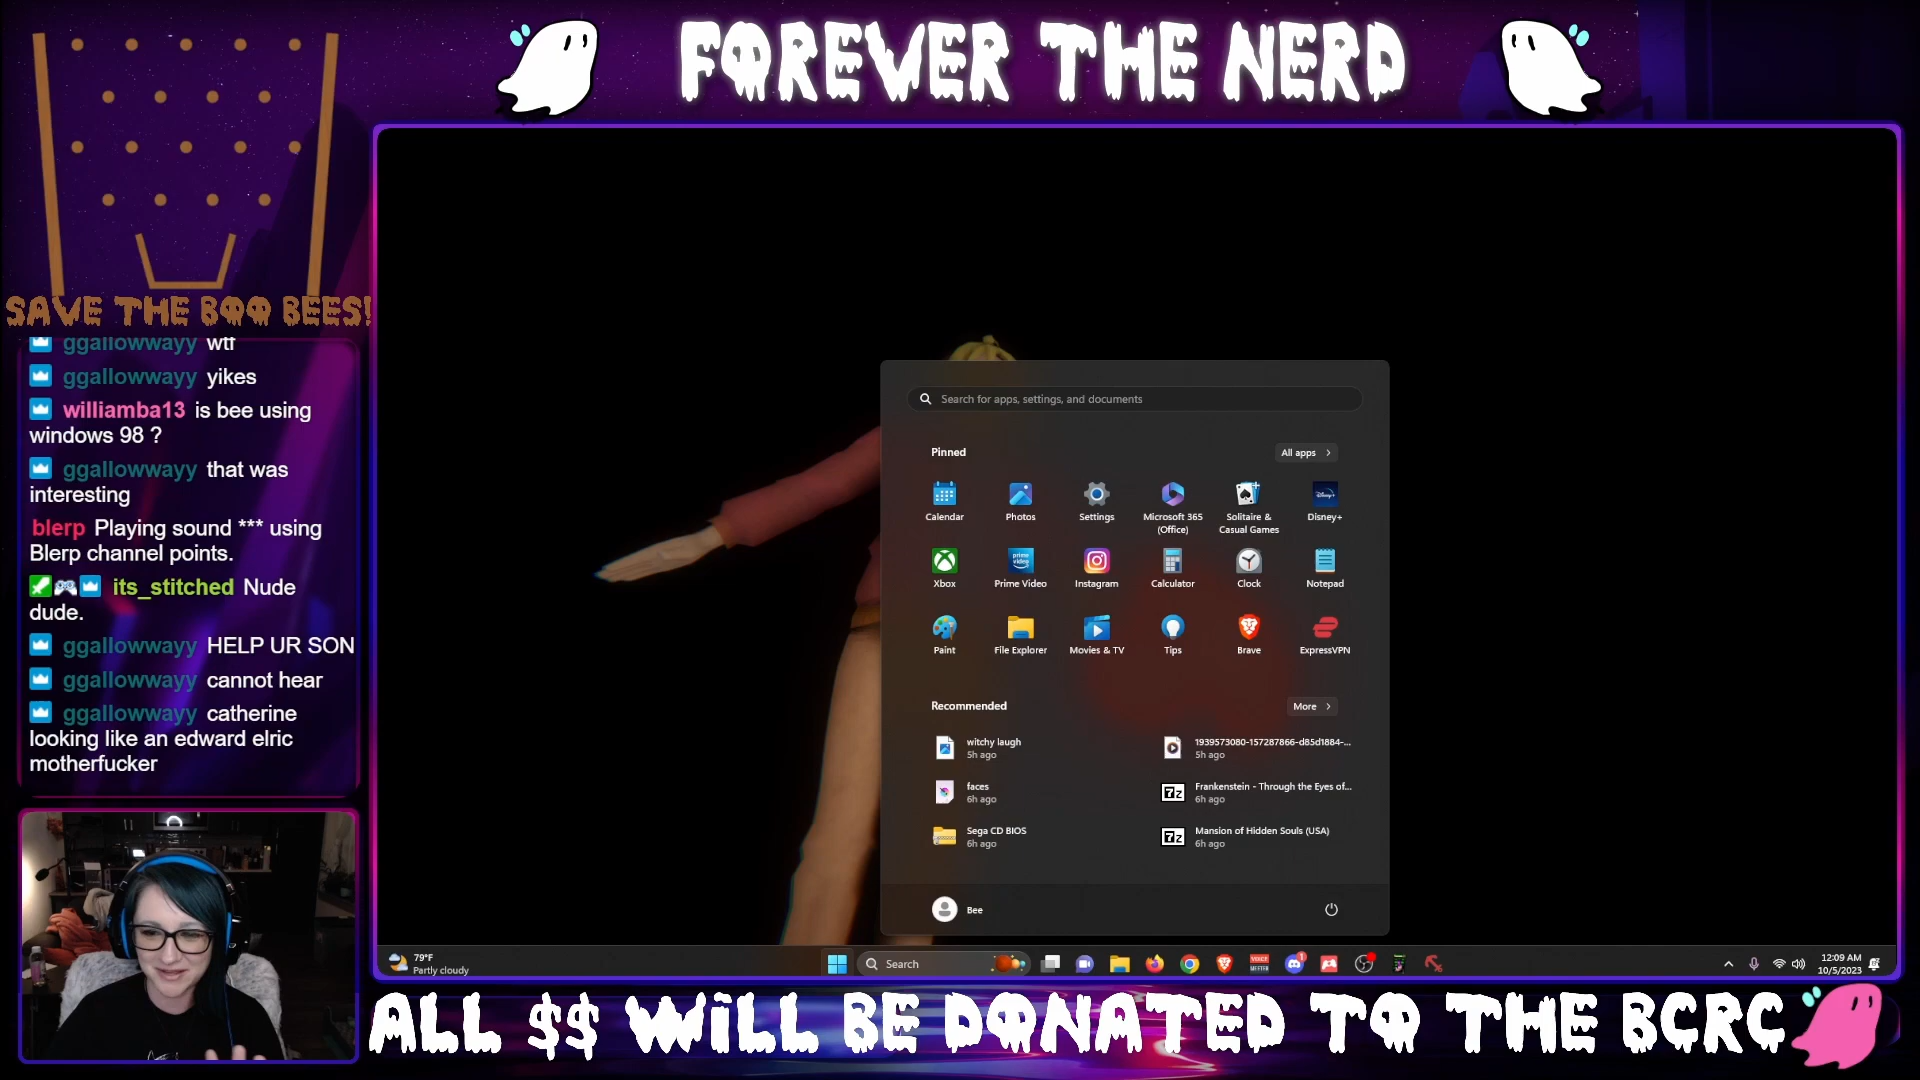 FOREVER THE NERD
SAVE THE BOO BEES!
ggallowwayy wtf
ggallowwayy yikes
williamba13 is bee using
windows 98 ?
ggallowwayy that was
interesting
blerp Playing sound *** using
Blerp channel points.
its_stitched Nude
dude.
ggallowwayy HELP UR SON
ggallowwayy cannot hear
ggallowwayy catherine
looking like an edward elric
motherfucker
Search for apps, settings, and documents
Pinned
All apps
Calendar
Photos
Settings
Microsoft 365
(Office)
Solitaire &
Casual Games
Disney+
Xbox
Prime Video
Instagram
Calculator
Clock
Notepad
Paint
File Explorer
Movies & TV
Tips
Brave
ExpressVPN
Recommended
More
witchy laugh
5h ago
1939573080-157287866-d85d1884-...
5h ago
faces
6h ago
Frankenstein - Through the Eyes of...
6h ago
Sega CD BIOS
6h ago
Mansion of Hidden Souls (USA)
6h ago
Bee
79°F
Partly cloudy
Search
12:09 AM
10/5/2023
ALL $$ WILL BE DONATED TO THE BCRC